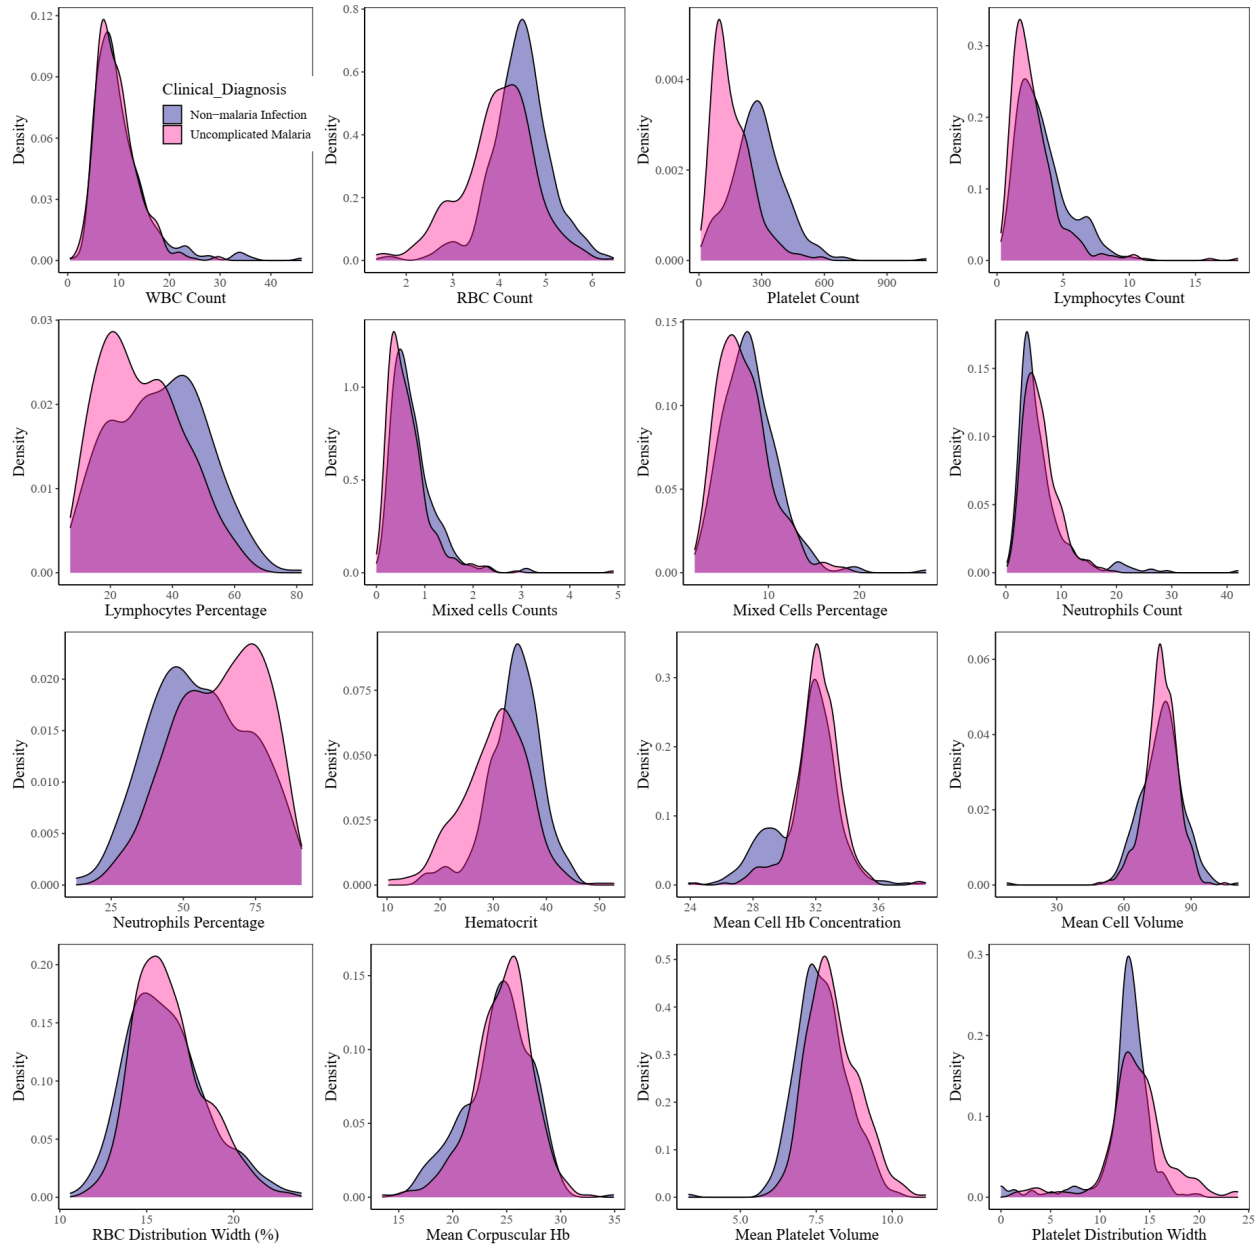 0.12
0.09
0.06
0.03
0.00
Density
0 10 20 30 40
WBC Count
Clinical_Diagnosis
Non−malaria Infection
Uncomplicated Malaria
0.8
0.6
0.4
0.2
0.0
Density
2 3 4 5 6
RBC Count
0.004
0.002
0.000
Density
0 300 600 900
Platelet Count
0.3
0.2
0.1
0.0
Density
0 5 10 15
Lymphocytes Count
0.03
0.02
0.01
0.00
Density
20 40 60 80
Lymphocytes Percentage
1.0
0.5
0.0
Density
0 1 2 3 4 5
Mixed cells Counts
0.15
0.10
0.05
0.00
Density
10 20
Mixed Cells Percentage
0.15
0.10
0.05
0.00
Density
0 10 20 30 40
Neutrophils Count
0.020
0.015
0.010
0.005
0.000
Density
25 50 75
Neutrophils Percentage
0.075
0.050
0.025
0.000
Density
10 20 30 40 50
Hematocrit
0.3
0.2
0.1
0.0
Density
24 28 32 36
Mean Cell Hb Concentration
0.06
0.04
0.02
0.00
Density
30 60 90
Mean Cell Volume
0.20
0.15
0.10
0.05
0.00
Density
10 15 20
RBC Distribution Width (%)
0.15
0.10
0.05
0.00
Density
15 20 25 30 35
Mean Corpuscular Hb
0.5
0.4
0.3
0.2
0.1
0.0
Density
5.0 7.5 10.0
Mean Platelet Volume
0.3
0.2
0.1
0.0
Density
0 5 10 15 20 25
Platelet Distribution Width